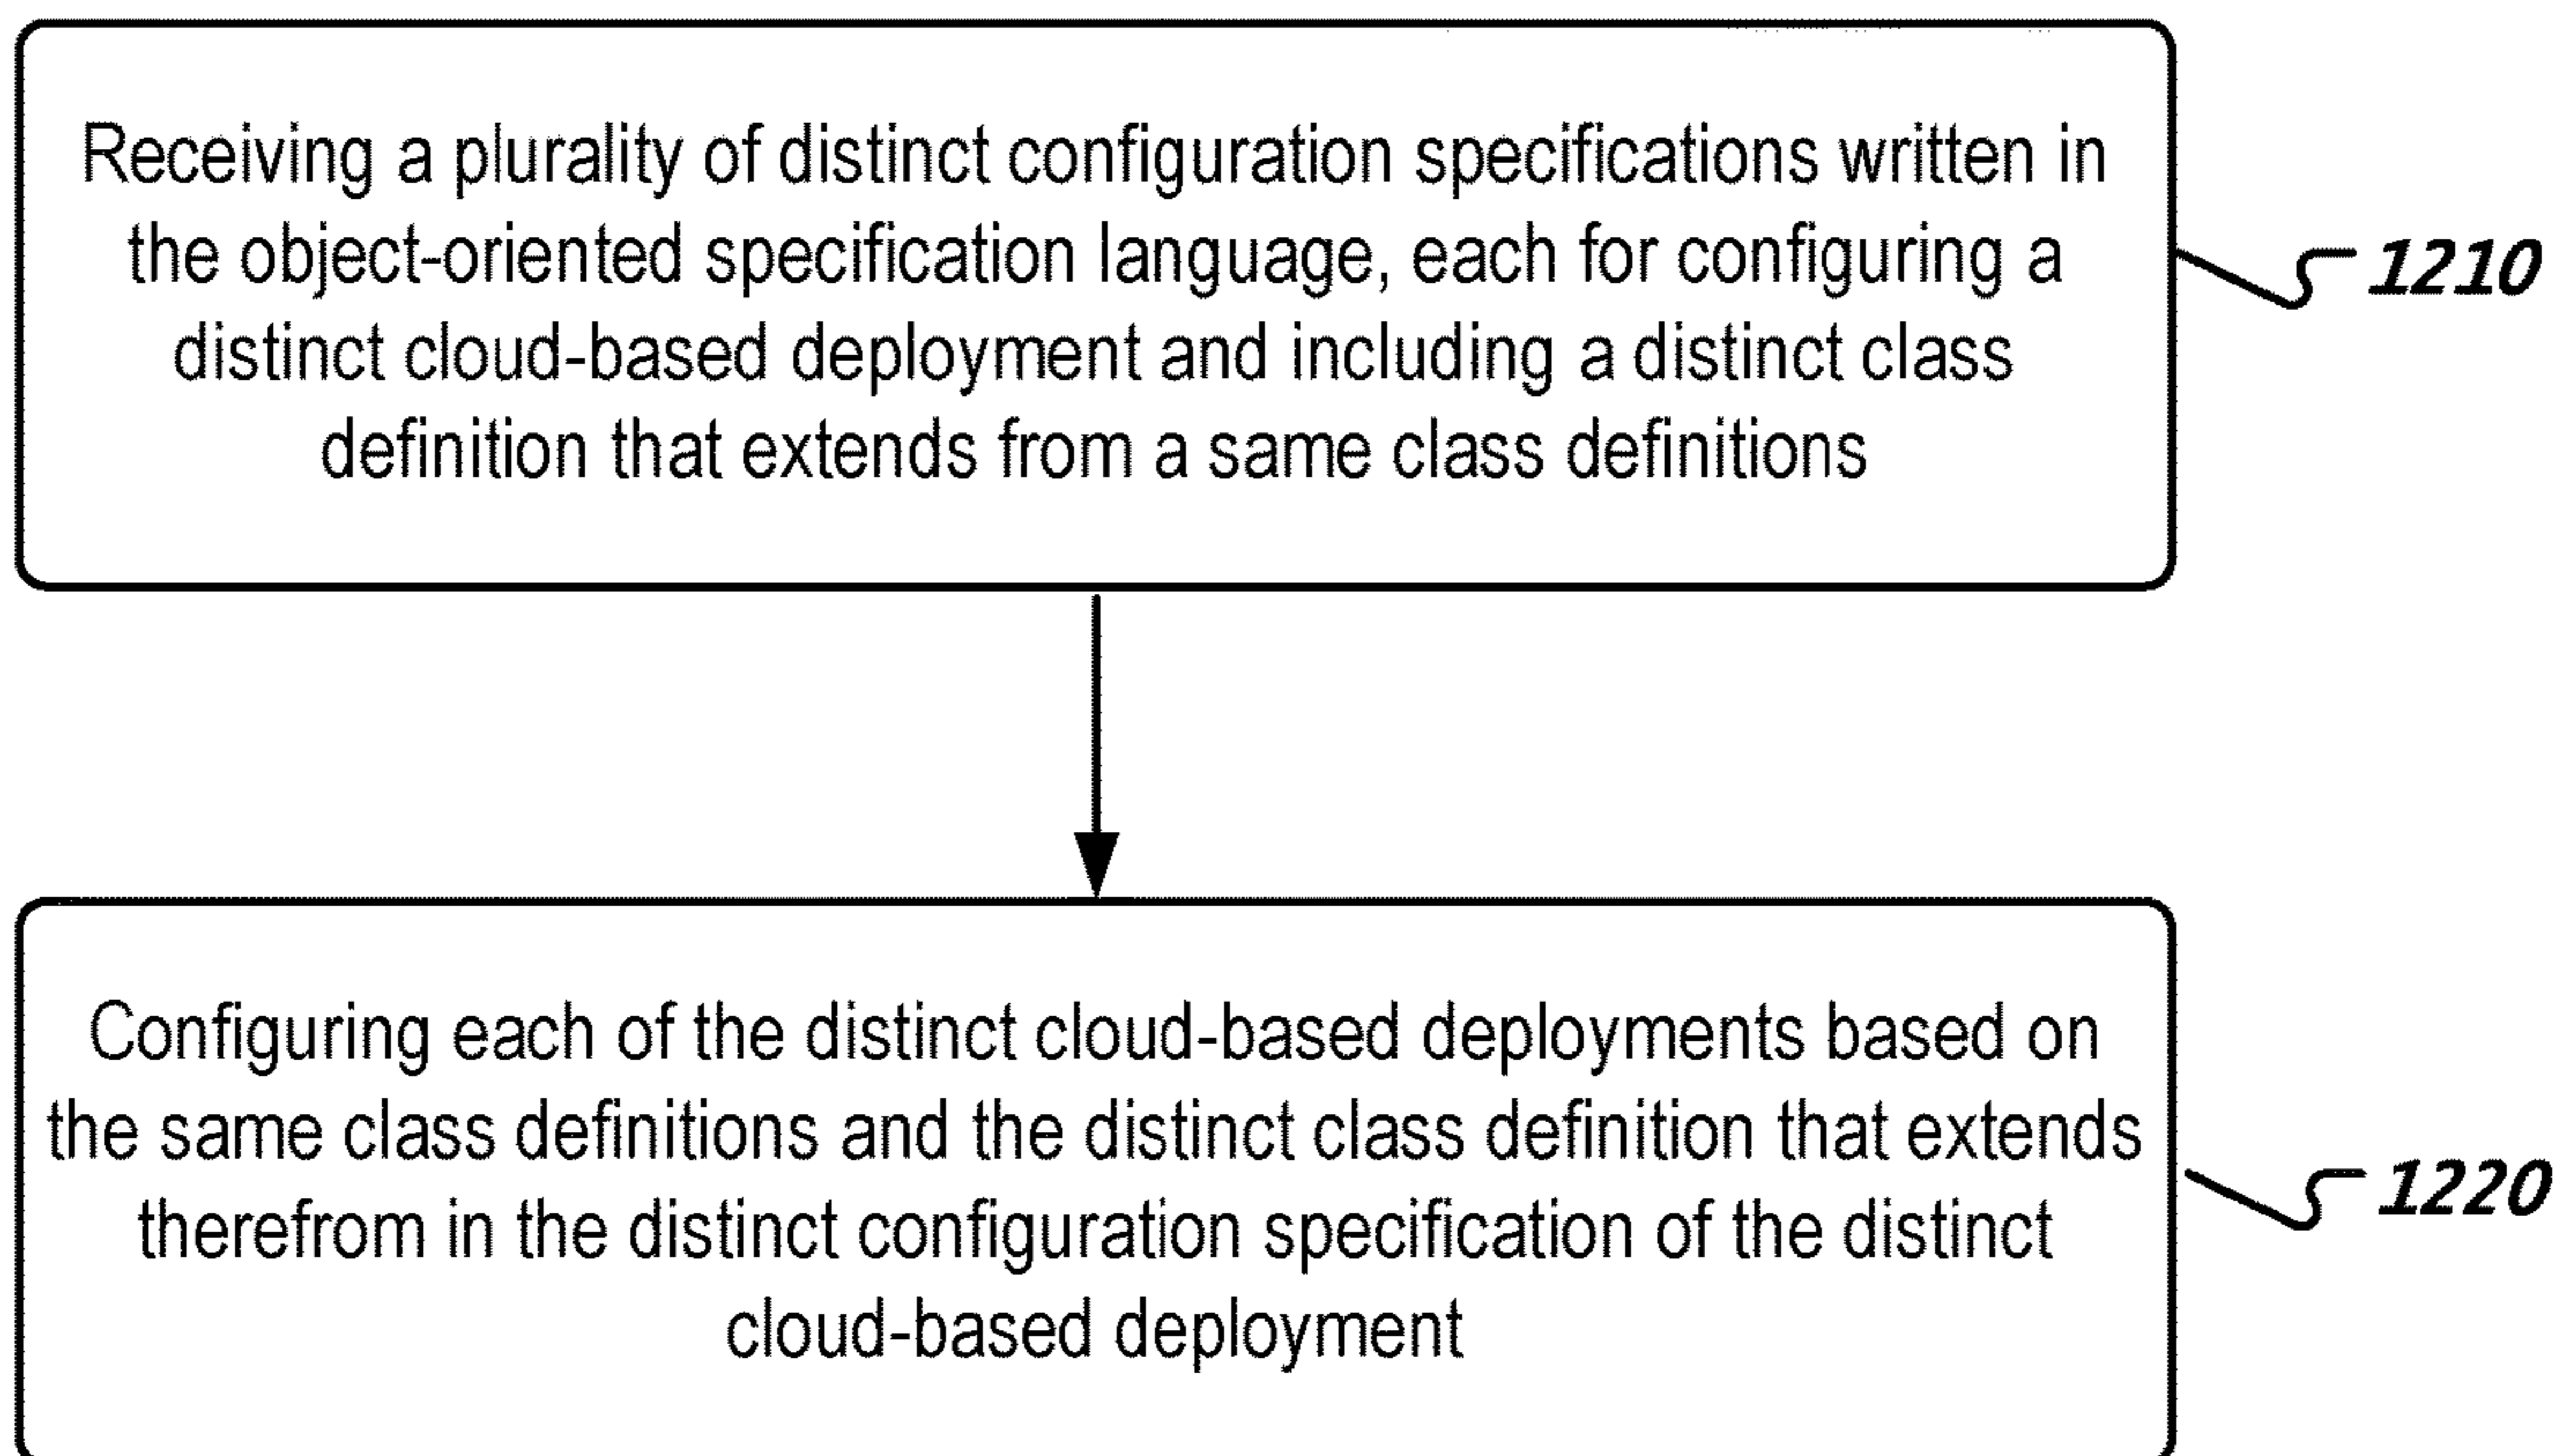 Receiving a plurality of distinct configuration specifications written in
the object-oriented specification language, each for configuring a
distinct cloud-based deployment and including a distinct class
definition that extends from a same class definitions
1210
Configuring each of the distinct cloud-based deployments based on
the same class definitions and the distinct class definition that extends
therefrom in the distinct configuration specification of the distinct
cloud-based deployment
1220